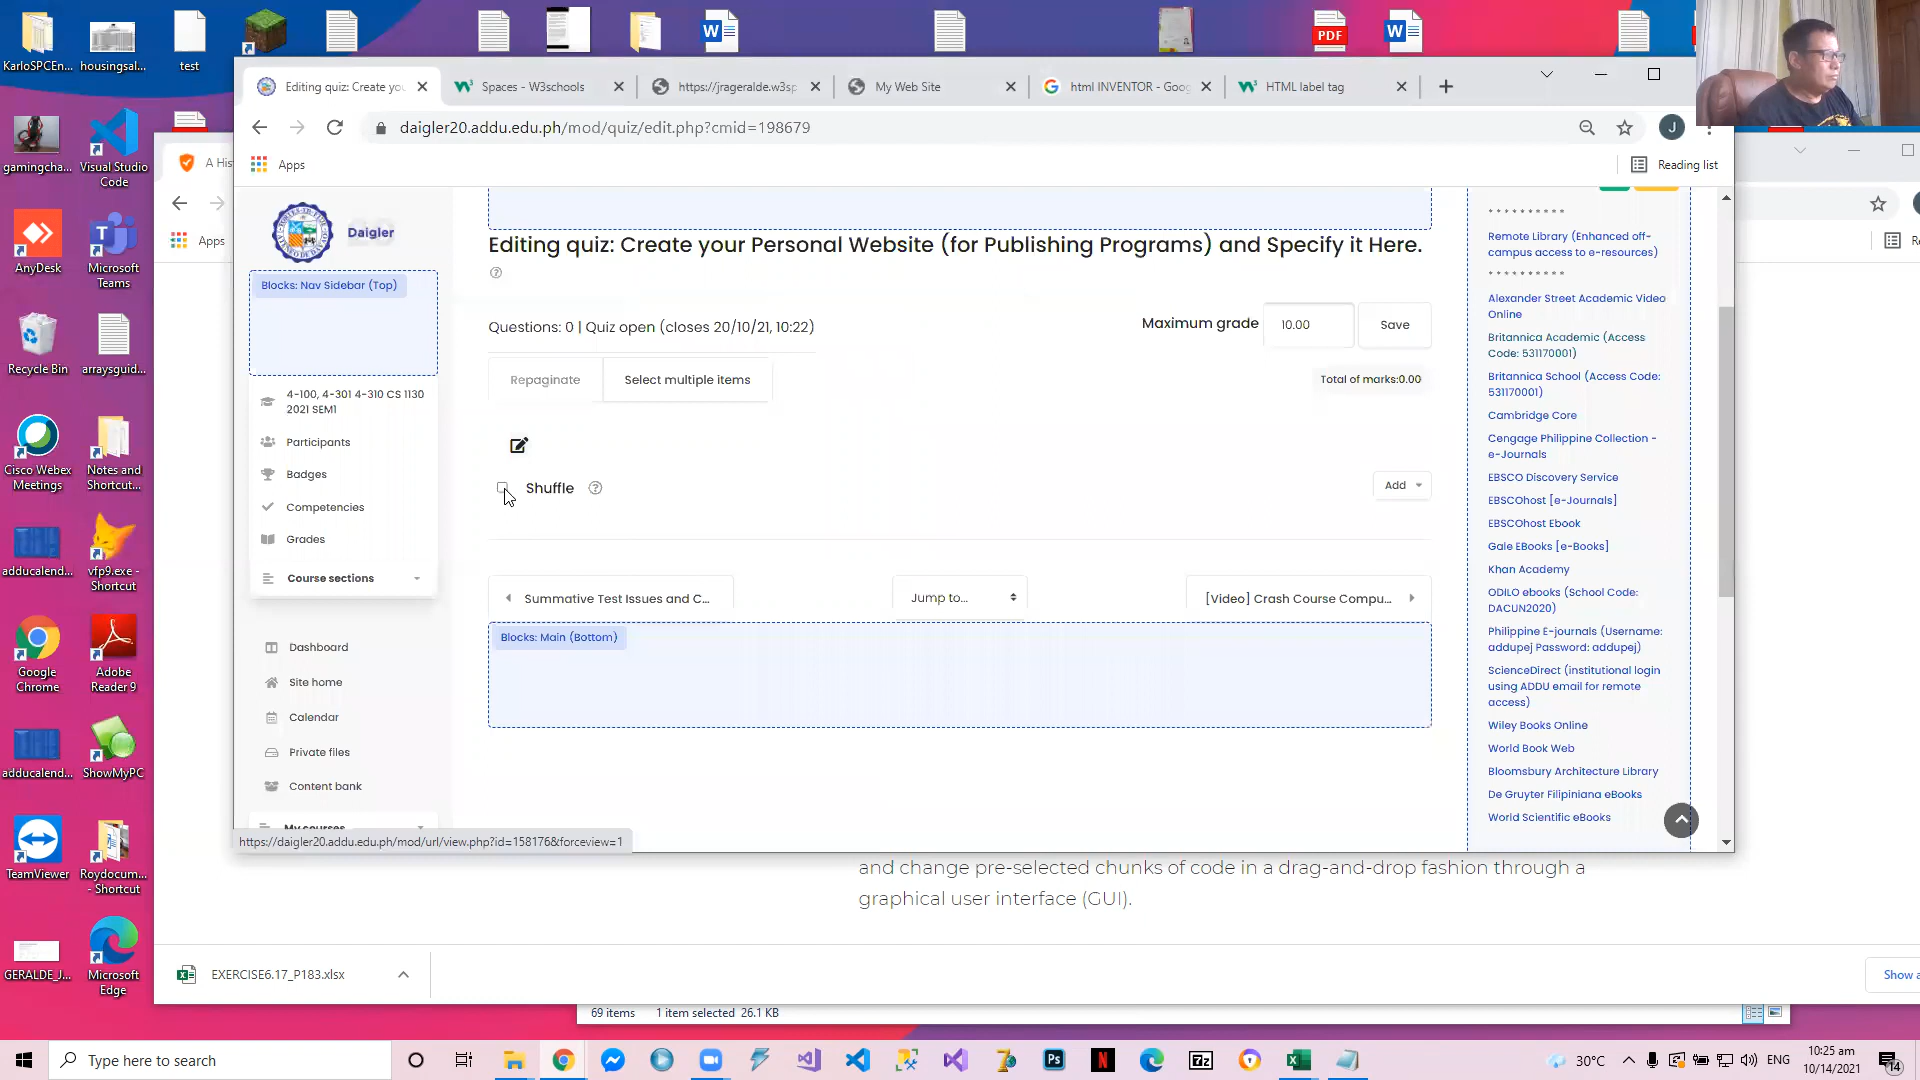 KarloSPCEn...
housingsal...
test
W
PDF
W
gamingcha...
Visual Studio
Code
AnyDesk
Microsoft
Teams
Recycle Bin
arraysguid...
Cisco Webex
Meetings
Notes and
Shortcut...
adducalend...
vfp9.exe -
Shortcut
Google
Chrome
Adobe
Reader 9
adducalend...
ShowMyPC
TeamViewer
Roydocum...
- Shortcut
GERALDE_J...
Microsoft
Edge
A His
Apps
Editing quiz: Create you
Spaces - W3schools
https://jrageralde.w3sp
My Web Site
html INVENTOR - Goog
HTML label tag
daigler20.addu.edu.ph/mod/quiz/edit.php?cmid=198679
J
Apps
Reading list
Daigler
Blocks: Nav Sidebar (Top)
4-100, 4-301 4-310 CS 1130
2021 SEM1
Participants
Badges
Competencies
Grades
Course sections
Dashboard
Site home
Calendar
Private files
Content bank
My courses
https://daigler20.addu.edu.ph/mod/url/view.php?id=158176&forceview=1
Editing quiz: Create your Personal Website (for Publishing Programs) and Specify it Here.
Questions: 0 | Quiz open (closes 20/10/21, 10:22)
Maximum grade
10.00
Save
Repaginate
Select multiple items
Total of marks:0.00
Shuffle
Add
Summative Test Issues and C...
Jump to...
[Video] Crash Course Compu...
Blocks: Main (Bottom)
* * * * * * * * * *
Remote Library (Enhanced off-
campus access to e-resources)
* * * * * * * * * *
Alexander Street Academic Video
Online
Britannica Academic (Access
Code: 531170001)
Britannica School (Access Code:
531170001)
Cambridge Core
Cengage Philippine Collection -
e-Journals
EBSCO Discovery Service
EBSCOhost [e-Journals]
EBSCOhost Ebook
Gale EBooks [e-Books]
Khan Academy
ODILO ebooks (School Code:
DACUN2020)
Philippine E-journals (Username:
addupej Password: addupej)
ScienceDirect (institutional login
using ADDU email for remote
access)
Wiley Books Online
World Book Web
Bloomsbury Architecture Library
De Gruyter Filipiniana eBooks
World Scientific eBooks
and change pre-selected chunks of code in a drag-and-drop fashion through a
graphical user interface (GUI).
EXERCISE6.17_P183.xlsx
Show a
69 items
1 item selected 26.1 KB
Type here to search
Ps
N
7z
30°C
ENG
10:25 am
10/14/2021
14